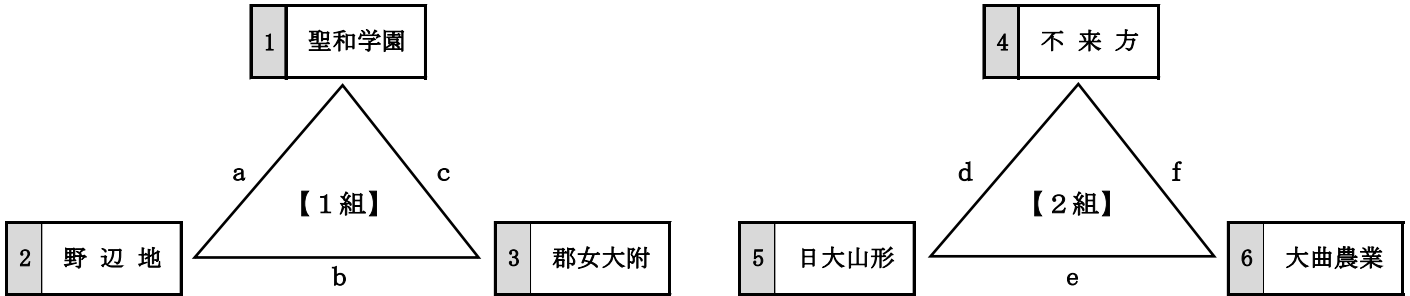 1 聖和学園
4 不 来 方
a
c
d
f
【１組】
【２組】
2 野 辺 地
3 郡女大附
5 日大山形
6 大曲農業
b
e